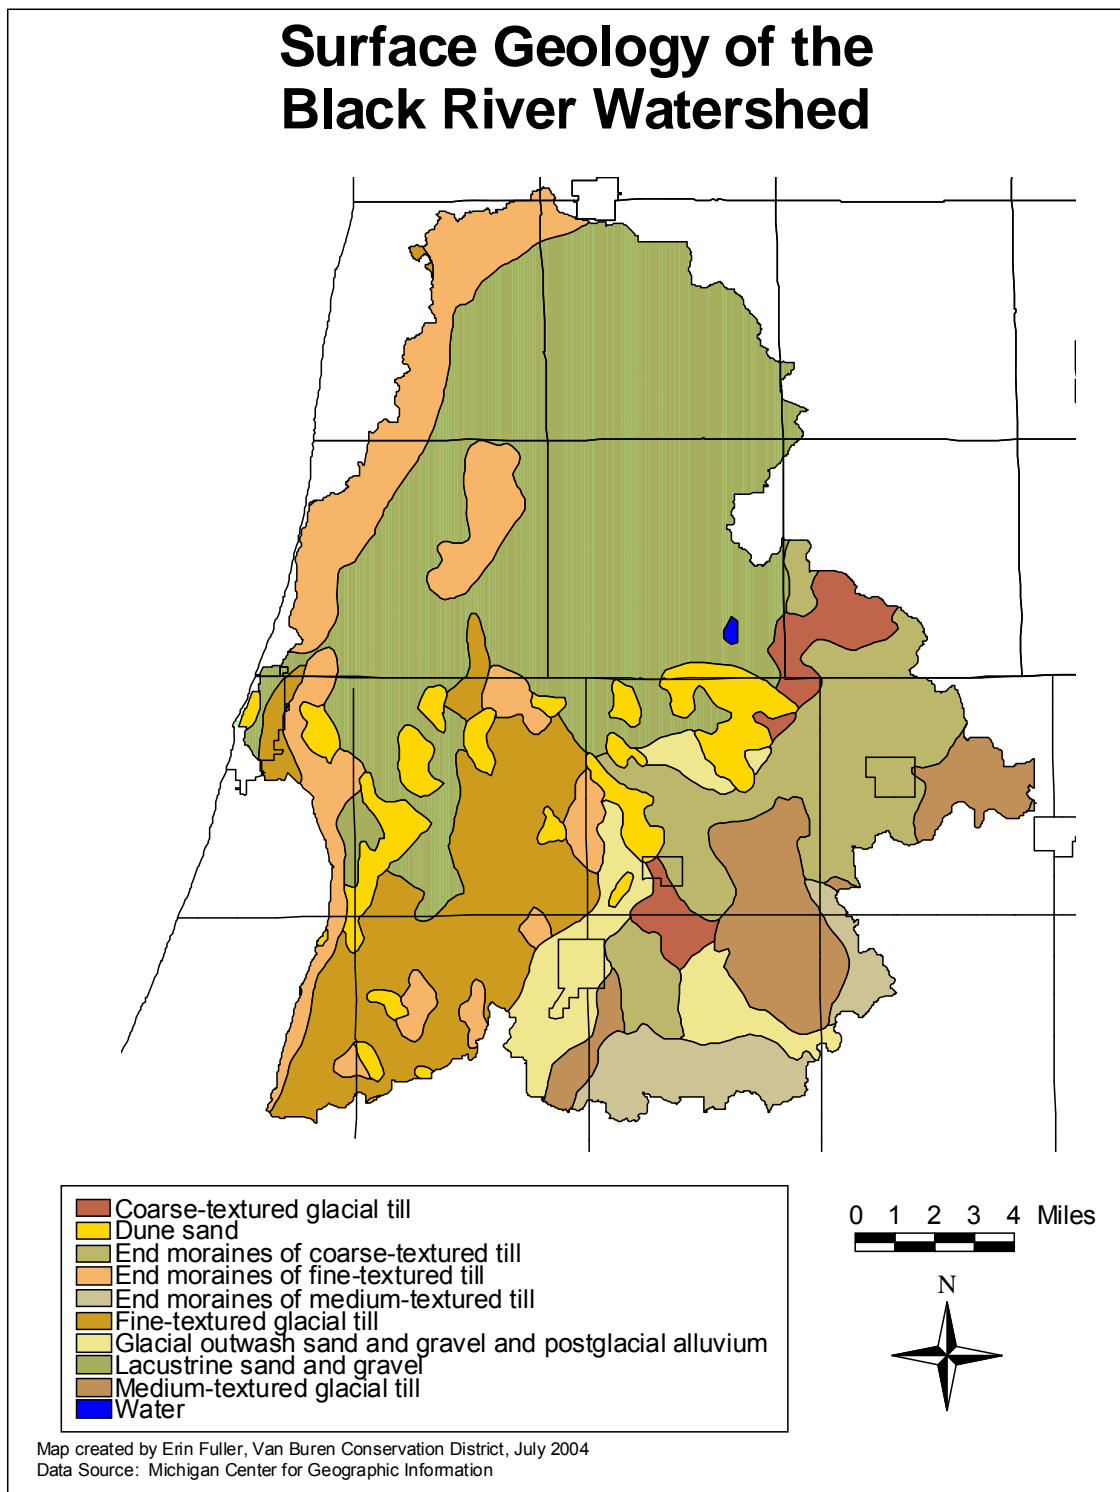 Surface Geology of the
Black River Watershed
Coarse-textured glacial till
Dune sand
End moraines of coarse-textured till
End moraines of fine-textured till
End moraines of medium-textured till
Fine-textured glacial till
Glacial outwash sand and gravel and postglacial alluvium
Lacustrine sand and gravel
Medium-textured glacial till
Water
0 1 2 3 4 Miles
N
Map created by Erin Fuller, Van Buren Conservation District, July 2004
Data Source: Michigan Center for Geographic Information